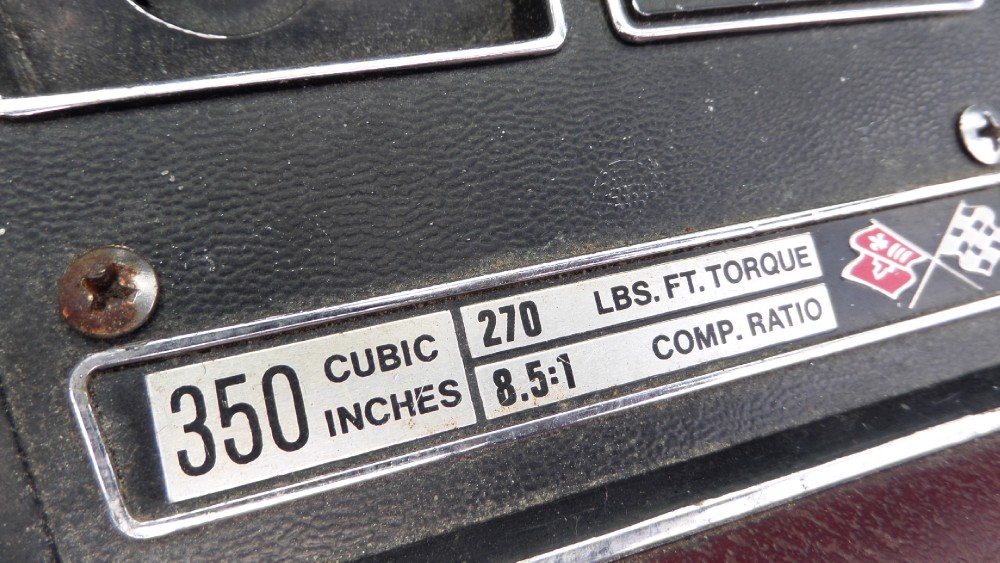 350 CUBIC INCHES
270 LBS. FT. TORQUE
8.5:1 COMP. RATIO